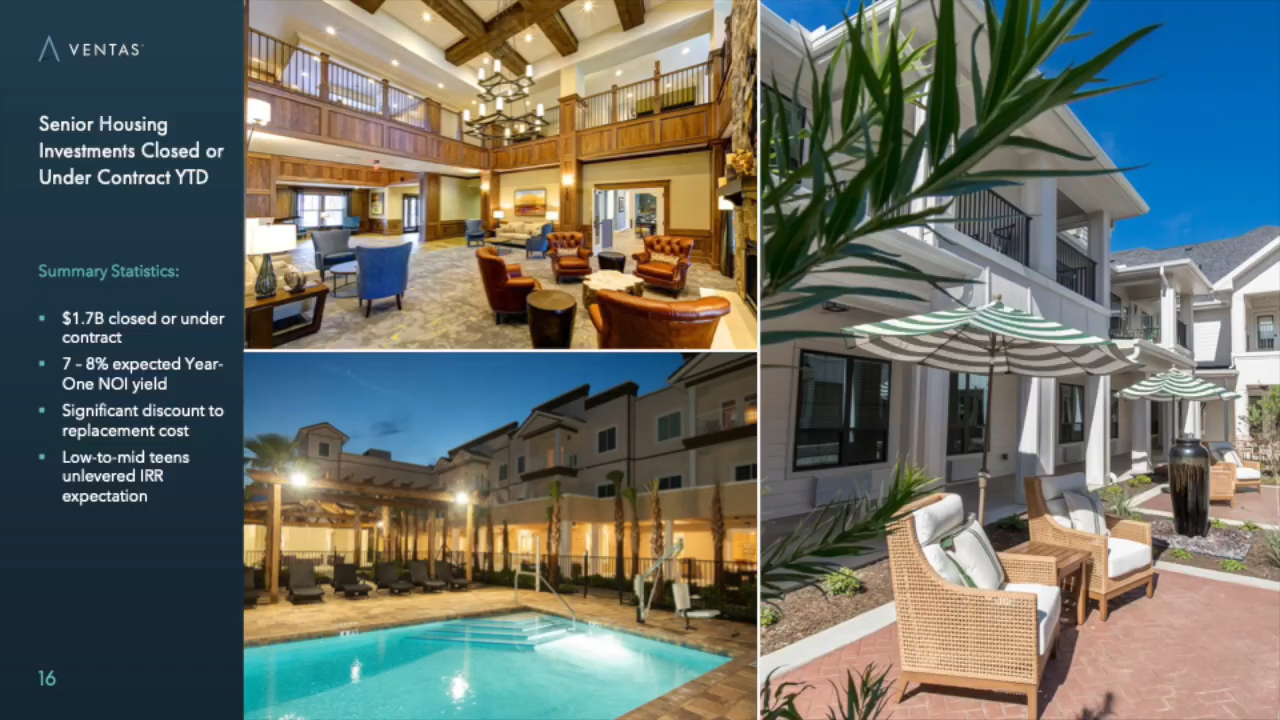 VENTAS
Senior Housing
Investments Closed or
Under Contract YTD
Summary Statistics:
▪ $1.7B closed or under
contract
▪ 7 – 8% expected Year-
One NOI yield
▪ Significant discount to
replacement cost
▪ Low-to-mid teens
unlevered IRR
expectation
16